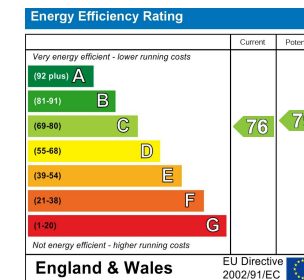 Energy Efficiency Rating
Current
Very energy efficient - lower running costs
(92 plus) A
(81-91) B
(69-80) C
76
(55-68) D
(39-54) E
(21-38) F
(1-20) G
Not energy efficient - higher running costs
England & Wales
EU Directive
2002/91/EC